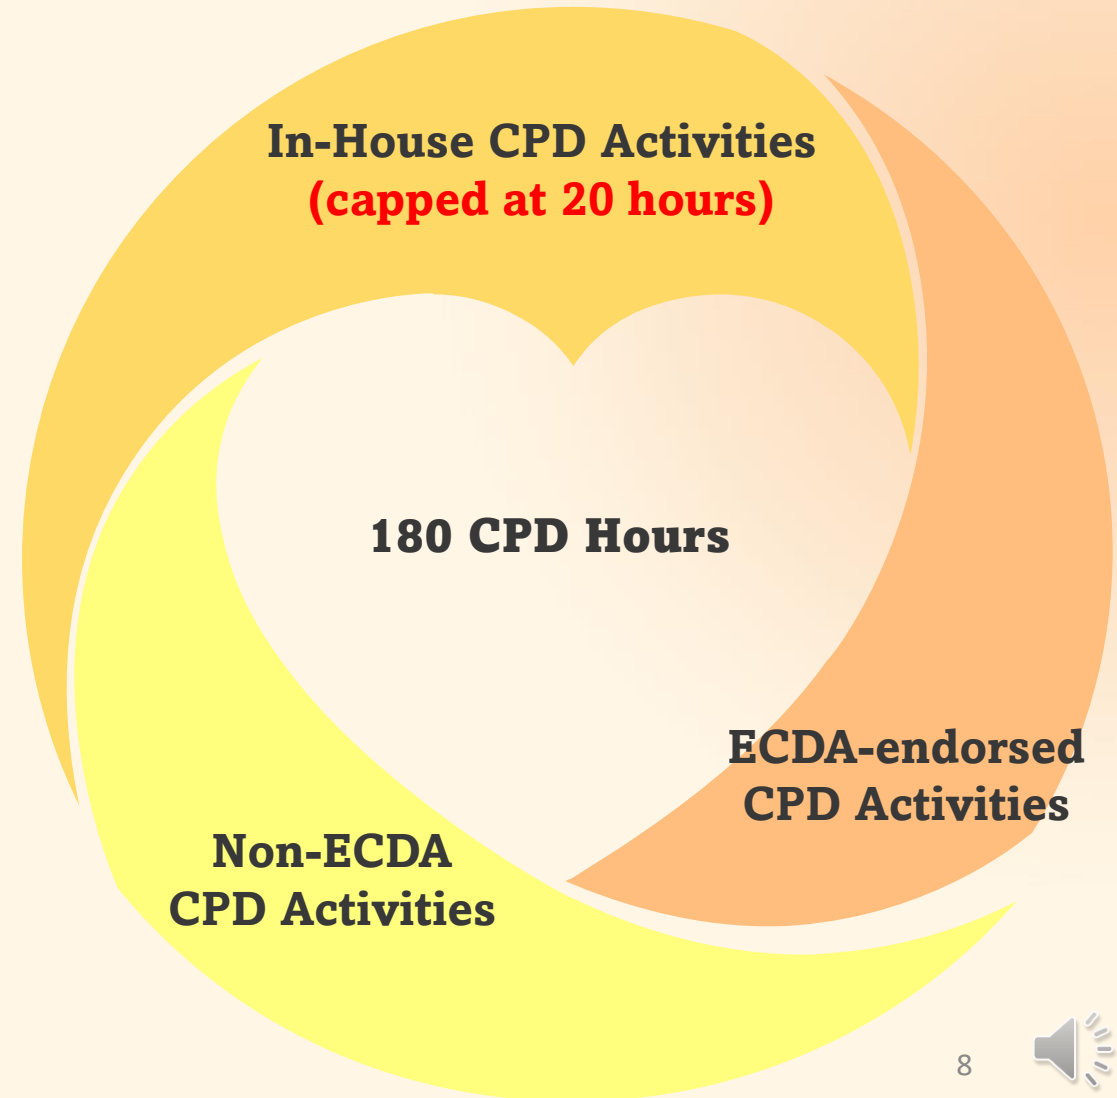 In-House CPD Activities
(capped at 20 hours)
180 CPD Hours
ECDA-endorsed
CPD Activities
Non-ECDA
CPD Activities
8